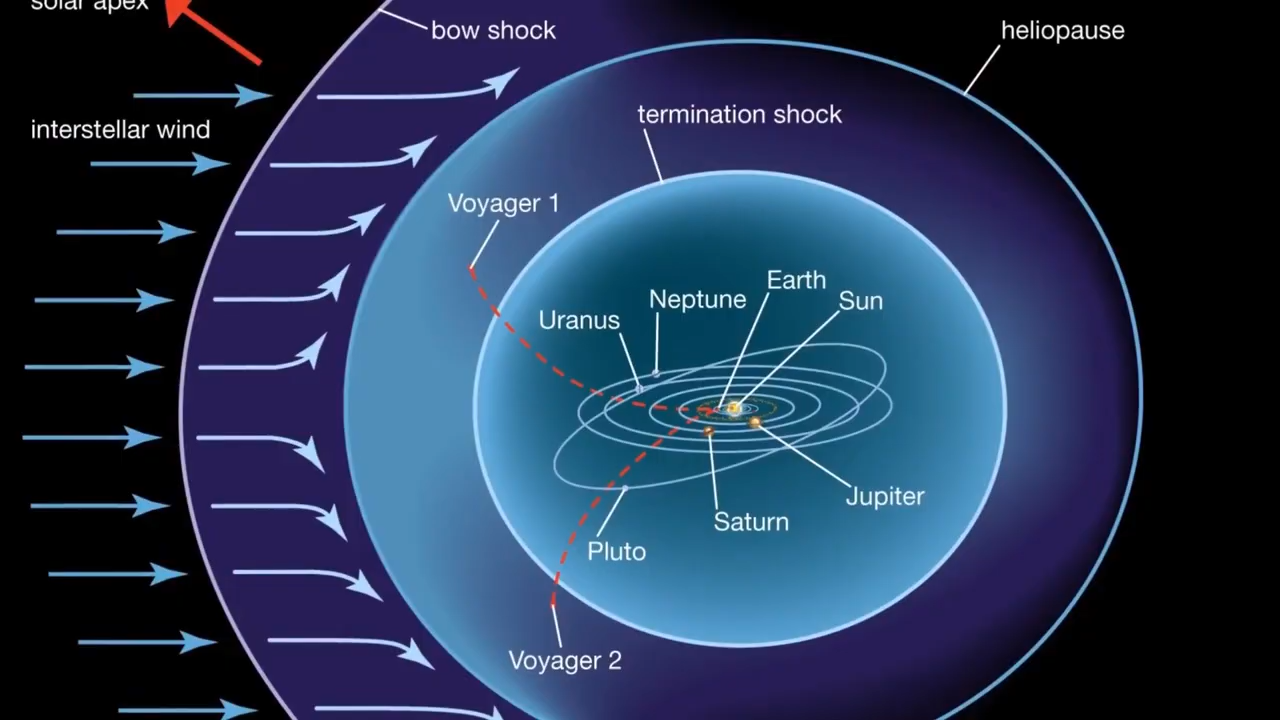 solar apex
bow shock
heliopause
termination shock
interstellar wind
Voyager 1
Earth
Neptune
Sun
Uranus
Jupiter
Saturn
Pluto
Voyager 2